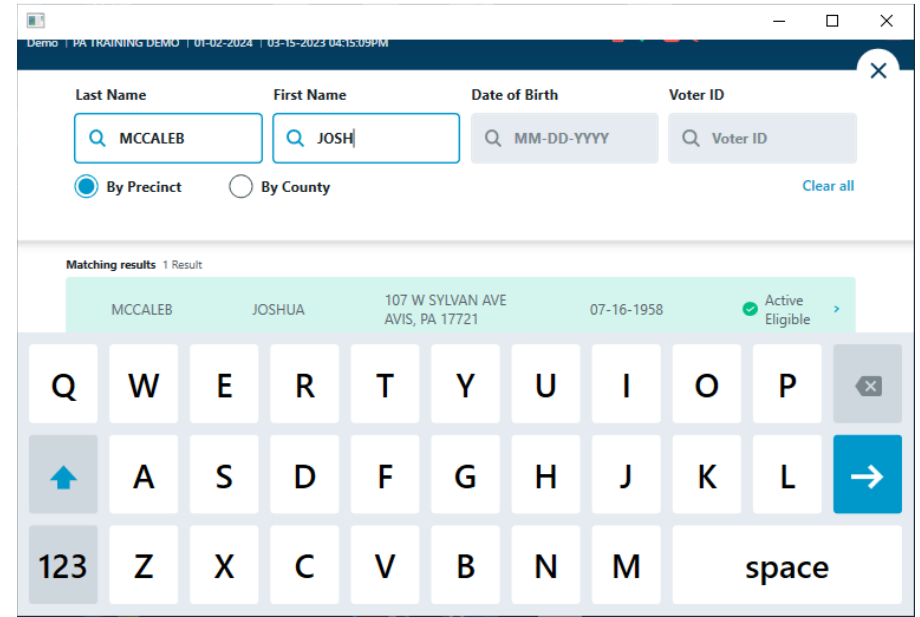 Demo | PA TRAINING DEMO | 01-02-2024 | 03-15-2023 04:15:09PM
Last Name First Name Date of Birth Voter ID
MCCALEB JOSH MM-DD-YYYY Voter ID
By Precinct By County Clear all
Matching results 1 Result
MCCALEB JOSHUA 107 W SYLVAN AVE 07-16-1958 Active
AVIS, PA 17721 Eligible
Q W E R T Y U I O P
A S D F G H J K L
123 Z X C V B N M space